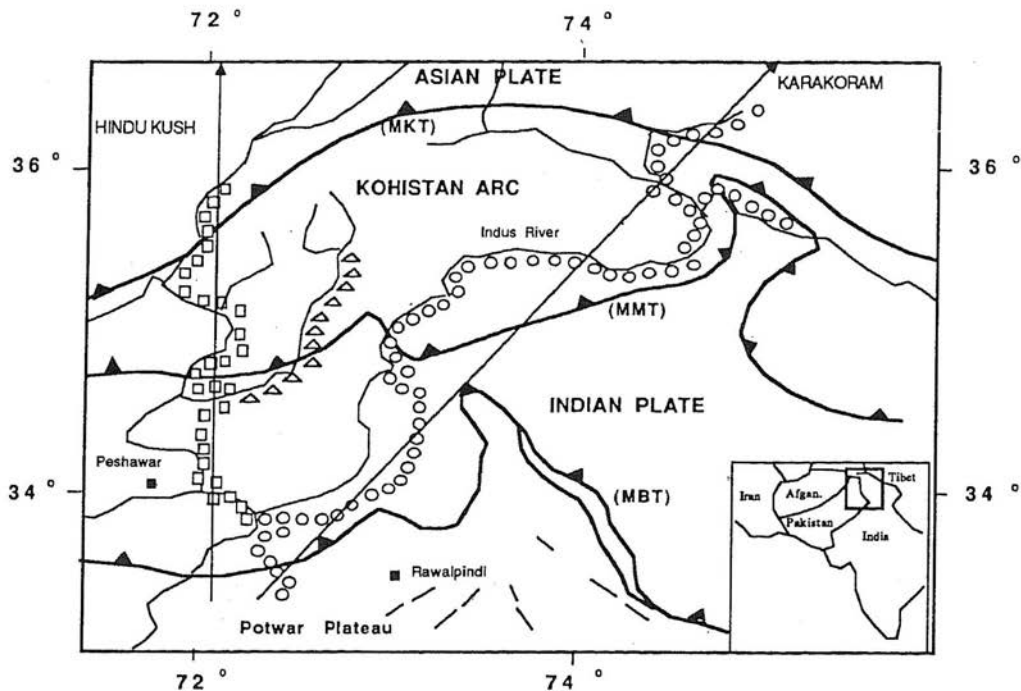 72 °
74 °
ASIAN PLATE
KARAKORAM
HINDU KUSH
(MKT)
36 °
36 °
KOHISTAN ARC
Indus River
(MMT)
INDIAN PLATE
Peshawar
34 °
34 °
(MBT)
Iran
Afgan.
Tibet
Pakistan
India
Rawalpindi
Potwar Plateau
72 °
74 °